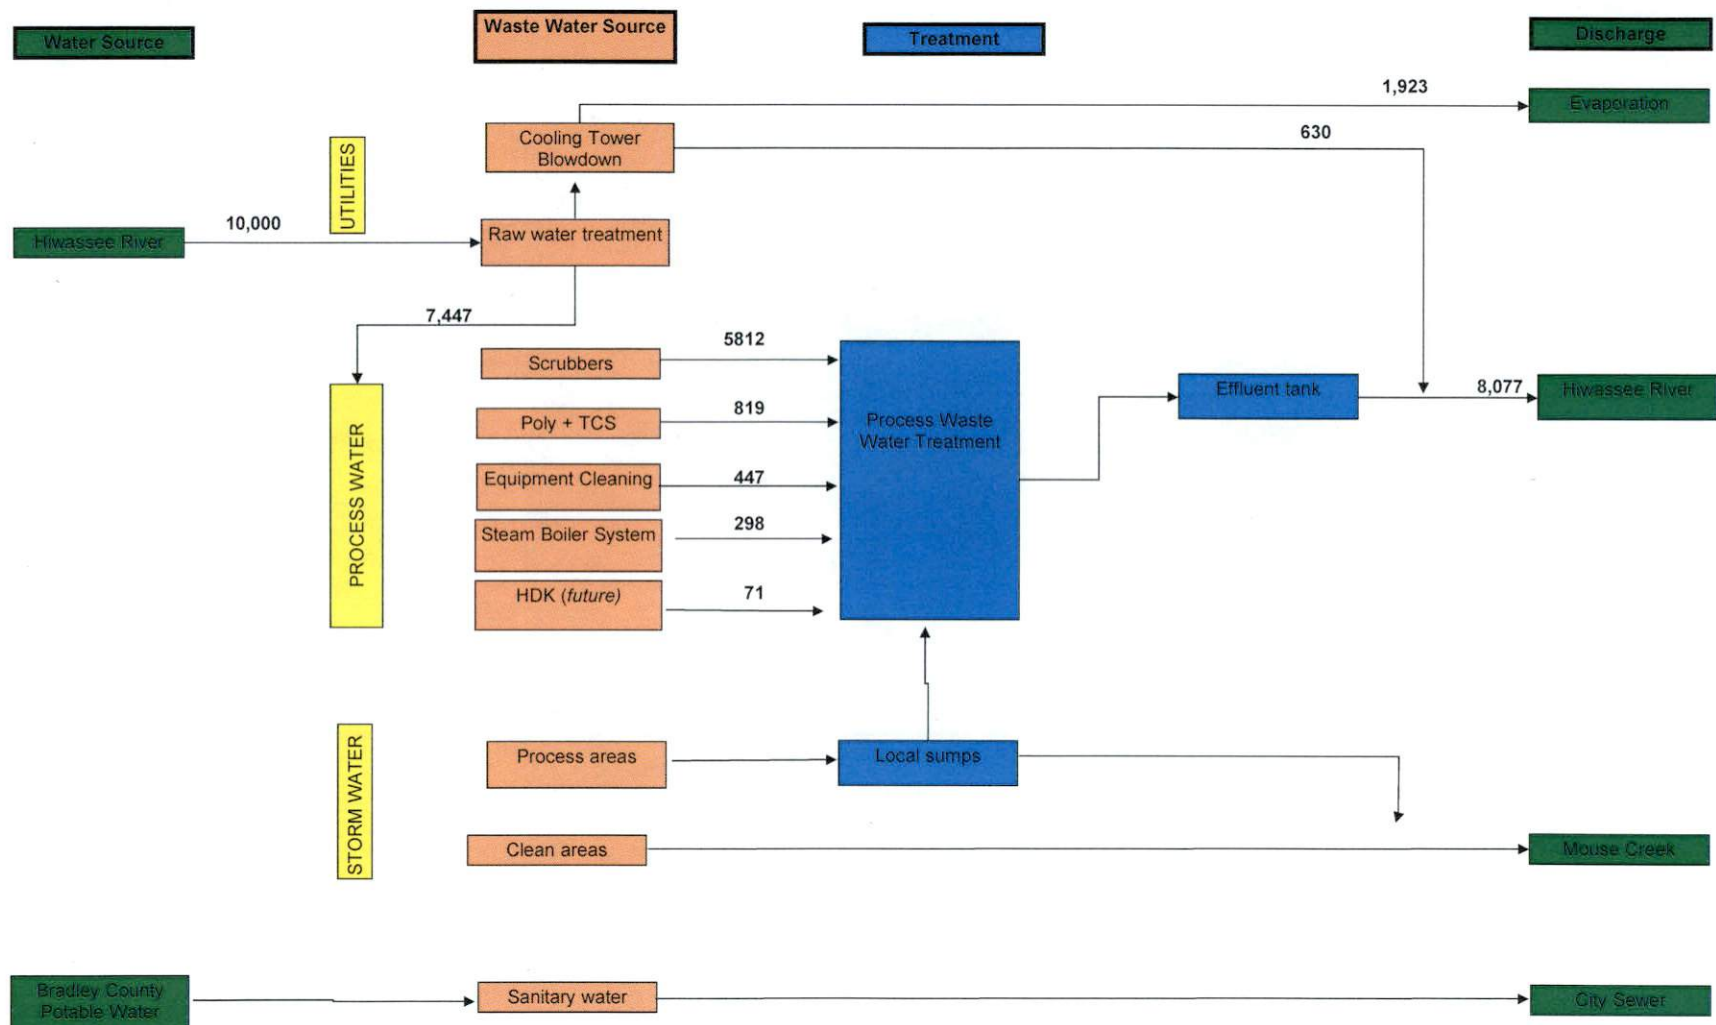 Water Source
Waste Water Source
Treatment
Discharge
1,923
Evaporation
Cooling Tower
Blowdown
630
UTILITIES
10,000
Hiwassee River
Raw water treatment
7,447
PROCESS WATER
Scrubbers
5812
Poly + TCS
819
Equipment Cleaning
447
Steam Boiler System
298
HDK (future)
71
Process Waste
Water Treatment
Effluent tank
8,077
Hiwassee River
STORM WATER
Process areas
Local sumps
Clean areas
Mouse Creek
Bradley County
Potable Water
Sanitary water
City Sewer